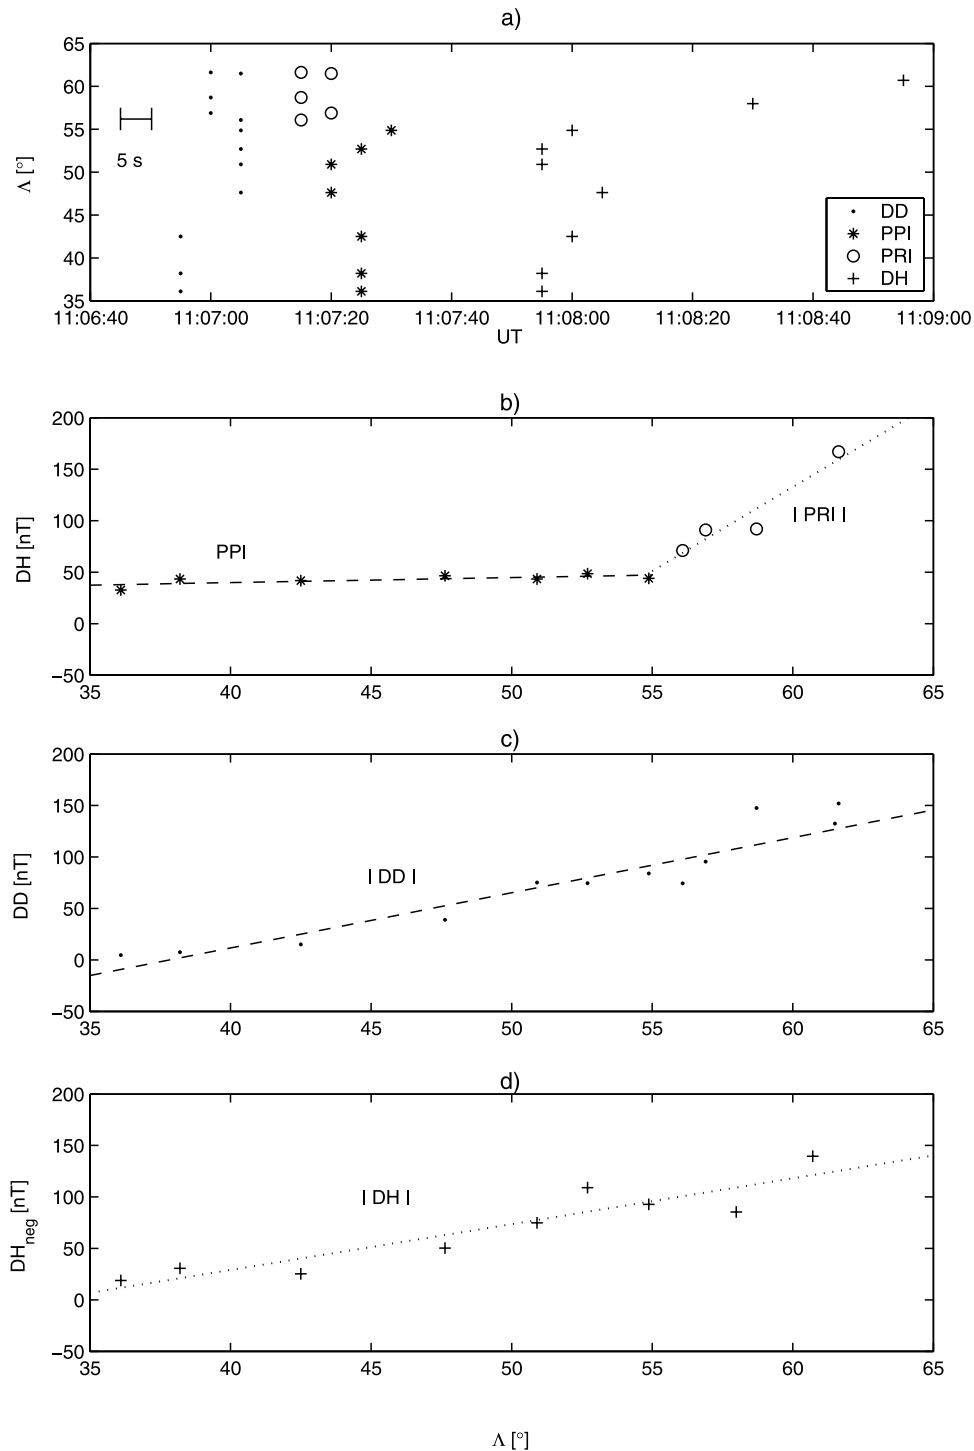 a)
65
60
55
50
45
40
35
Λ [°]
5 s
DD
PPI
PRI
DH
11:06:40 11:07:00 11:07:20 11:07:40 11:08:00 11:08:20 11:08:40 11:09:00
UT
b)
200
150
100
50
0
−50
DH [nT]
PPI
| PRI |
35 40 45 50 55 60 65
c)
200
150
100
50
0
−50
DD [nT]
| DD |
35 40 45 50 55 60 65
d)
200
150
100
50
0
−50
DHneg [nT]
| DH |
35 40 45 50 55 60 65
Λ [°]